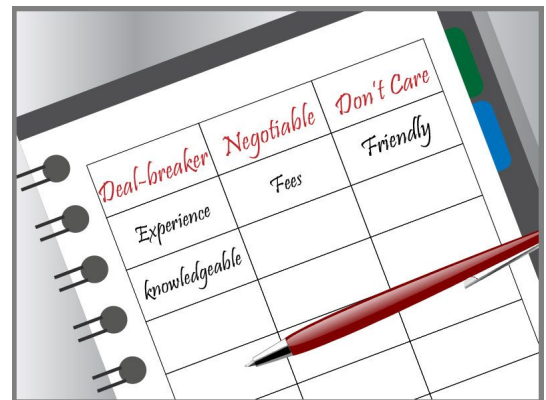 Deal-breaker Negotiable Don't Care
Experience Fees Friendly
knowledgeable